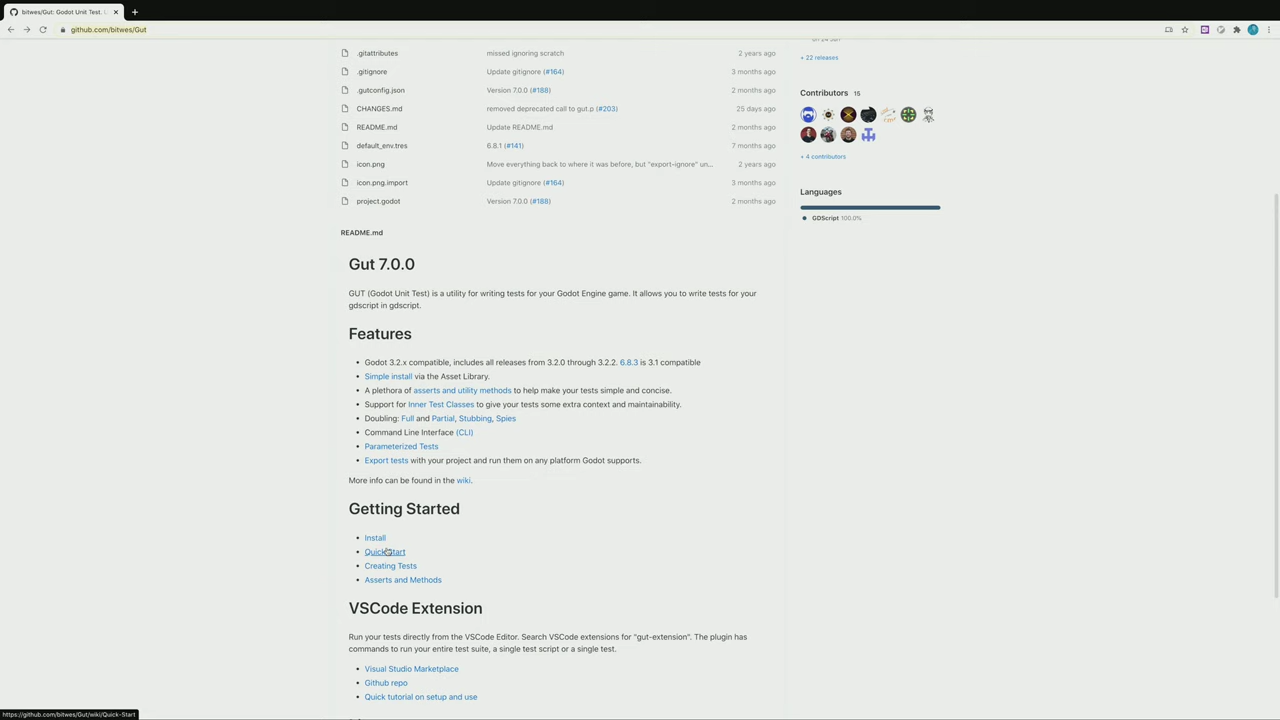 bitwes/Gut: Godot Unit Test. U
github.com/bitwes/Gut
on 24 Jan
.gitattributes missed ignoring scratch 2 years ago
+ 22 releases
.gitignore Update gitignore (#164) 3 months ago
.gutconfig.json Version 7.0.0 (#188) 2 months ago
Contributors 15
CHANGES.md removed deprecated call to gut.p (#203) 25 days ago
README.md Update README.md 2 months ago
default_env.tres 6.8.1 (#141) 7 months ago
+ 4 contributors
icon.png Move everything back to where it was before, but "export-ignore" un... 2 years ago
icon.png.import Update gitignore (#164) 3 months ago
Languages
project.godot Version 7.0.0 (#188) 2 months ago
GDScript 100.0%
README.md
Gut 7.0.0
GUT (Godot Unit Test) is a utility for writing tests for your Godot Engine game. It allows you to write tests for your
gdscript in gdscript.
Features
• Godot 3.2.x compatible, includes all releases from 3.2.0 through 3.2.2. 6.8.3 is 3.1 compatible
• Simple install via the Asset Library.
• A plethora of asserts and utility methods to help make your tests simple and concise.
• Support for Inner Test Classes to give your tests some extra context and maintainability.
• Doubling: Full and Partial, Stubbing, Spies
• Command Line Interface (CLI)
• Parameterized Tests
• Export tests with your project and run them on any platform Godot supports.
More info can be found in the wiki.
Getting Started
• Install
• Quick Start
• Creating Tests
• Asserts and Methods
VSCode Extension
Run your tests directly from the VSCode Editor. Search VSCode extensions for "gut-extension". The plugin has
commands to run your entire test suite, a single test script or a single test.
• Visual Studio Marketplace
• Github repo
• Quick tutorial on setup and use
https://github.com/bitwes/Gut/wiki/Quick-Start